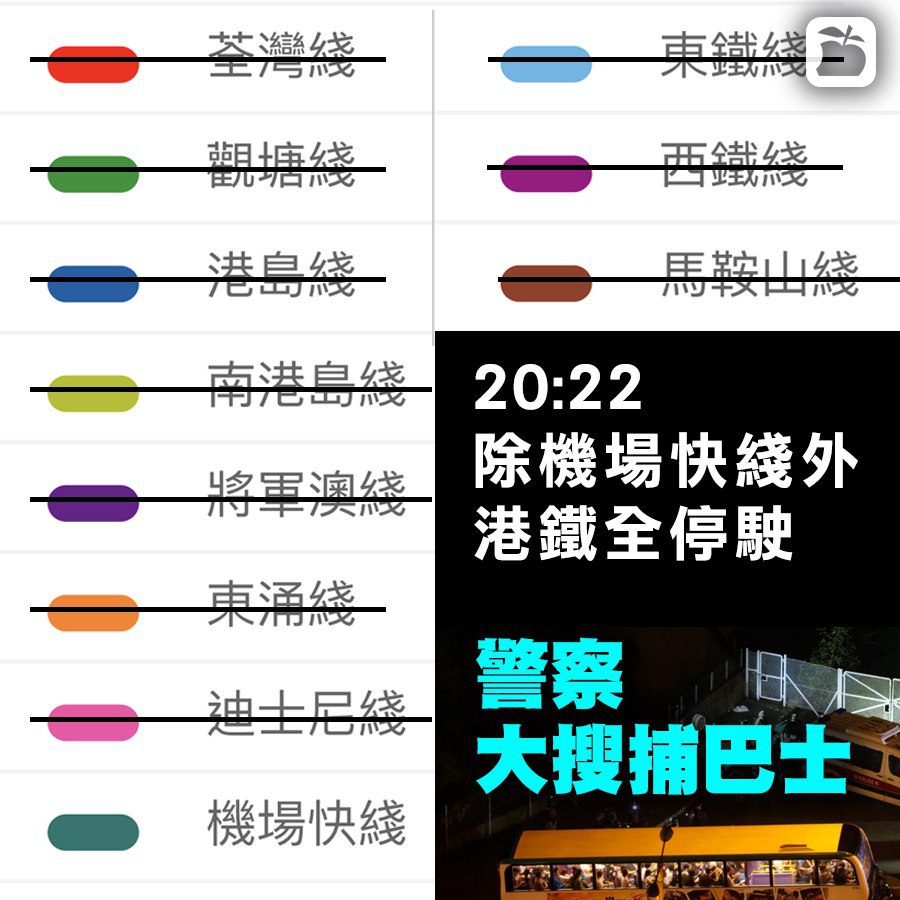 荃灣綫
觀塘綫
港島綫
南港島綫
將軍澳綫
東涌綫
迪士尼綫
機場快綫
東鐵綫
西鐵綫
馬鞍山綫
20:22
除機場快綫外
港鐵全停駛
警察
大搜捕巴士
POLICE